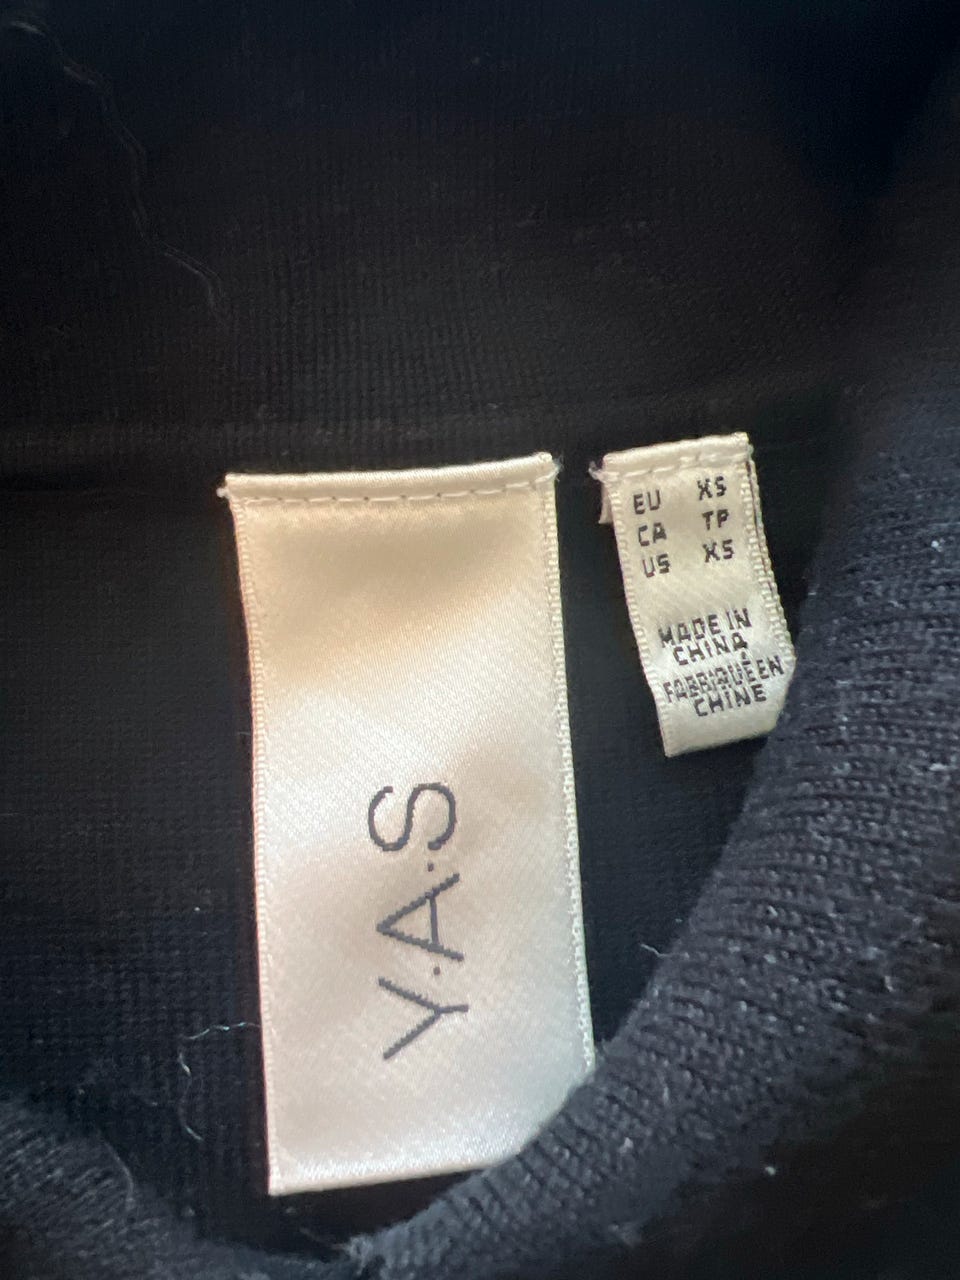 Y.A.S
EU XS
CA TP
US XS
MADE IN
CHINA
FABRIQUÉ EN
CHINE